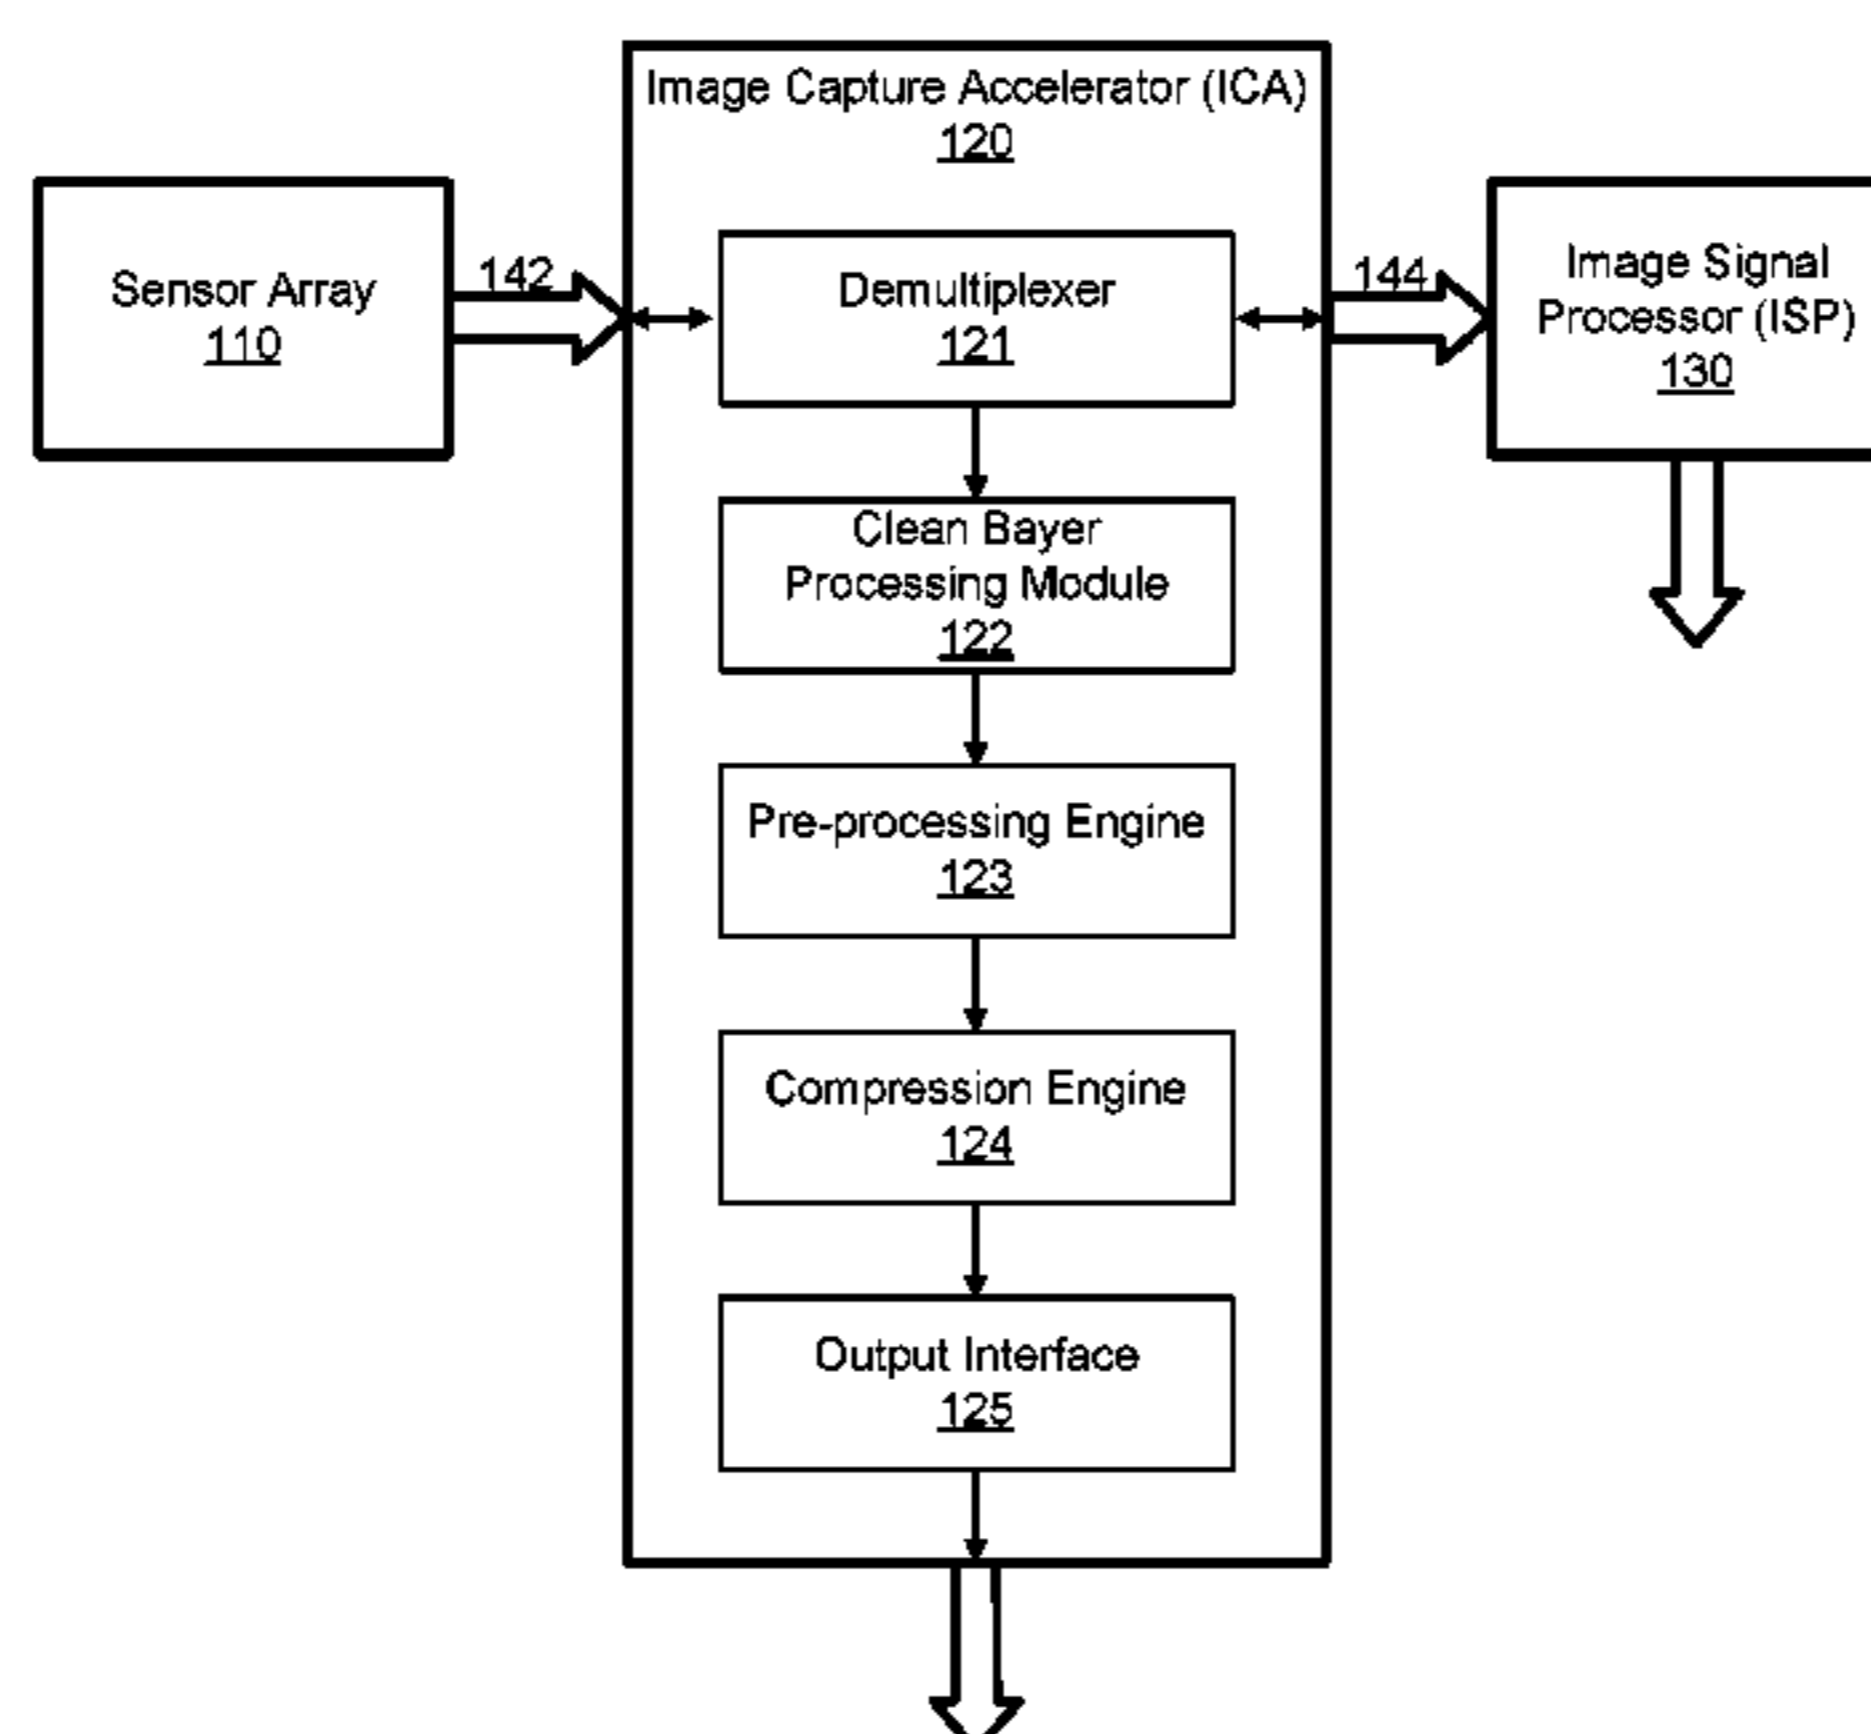 Image Capture Accelerator (ICA)
120
Sensor Array
110
142
Demultiplexer
121
144
Image Signal
Processor (ISP)
130
Clean Bayer
Processing Module
122
Pre-processing Engine
123
Compression Engine
124
Output Interface
125